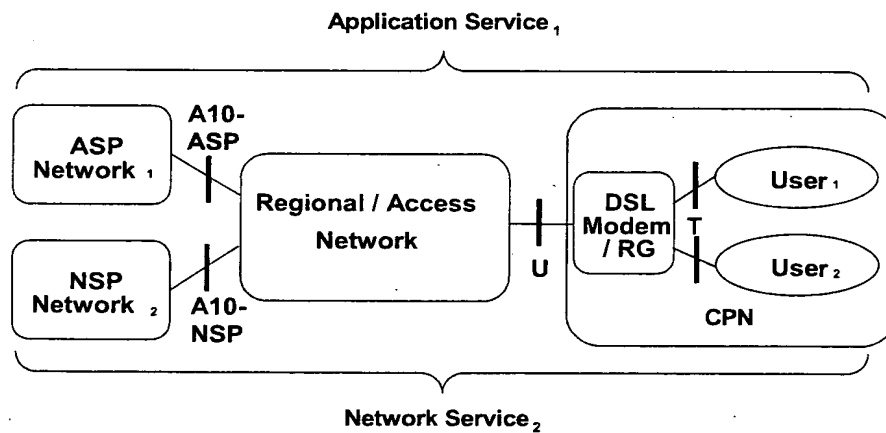 Application Service 1
A10-
ASP
ASP
Network 1
Regional / Access
Network
DSL
Modem
/ RG
User 1
T
U
NSP
Network 2
A10-
NSP
User 2
CPN
Network Service 2